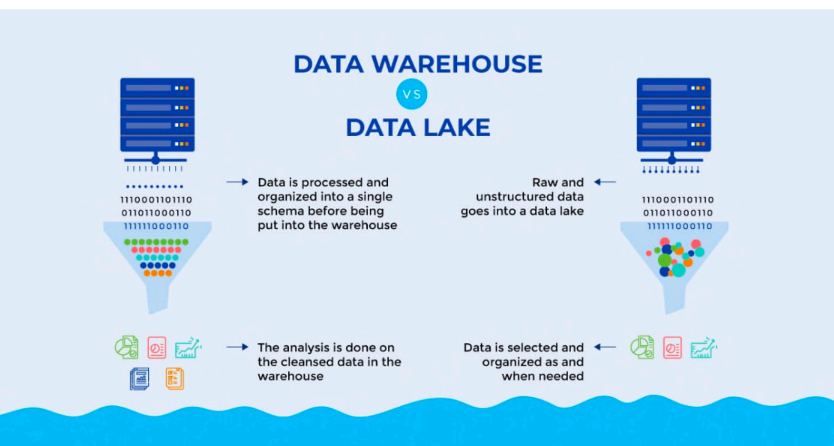 DATA WAREHOUSE
VS
DATA LAKE
Data is processed and
organized into a single
schema before being
put into the warehouse
Raw and
unstructured data
goes into a data lake
1110001101110
011011000110
111111000110
1110001101110
011011000110
111111000110
The analysis is done on
the cleansed data in the
warehouse
Data is selected and
organized as and
when needed